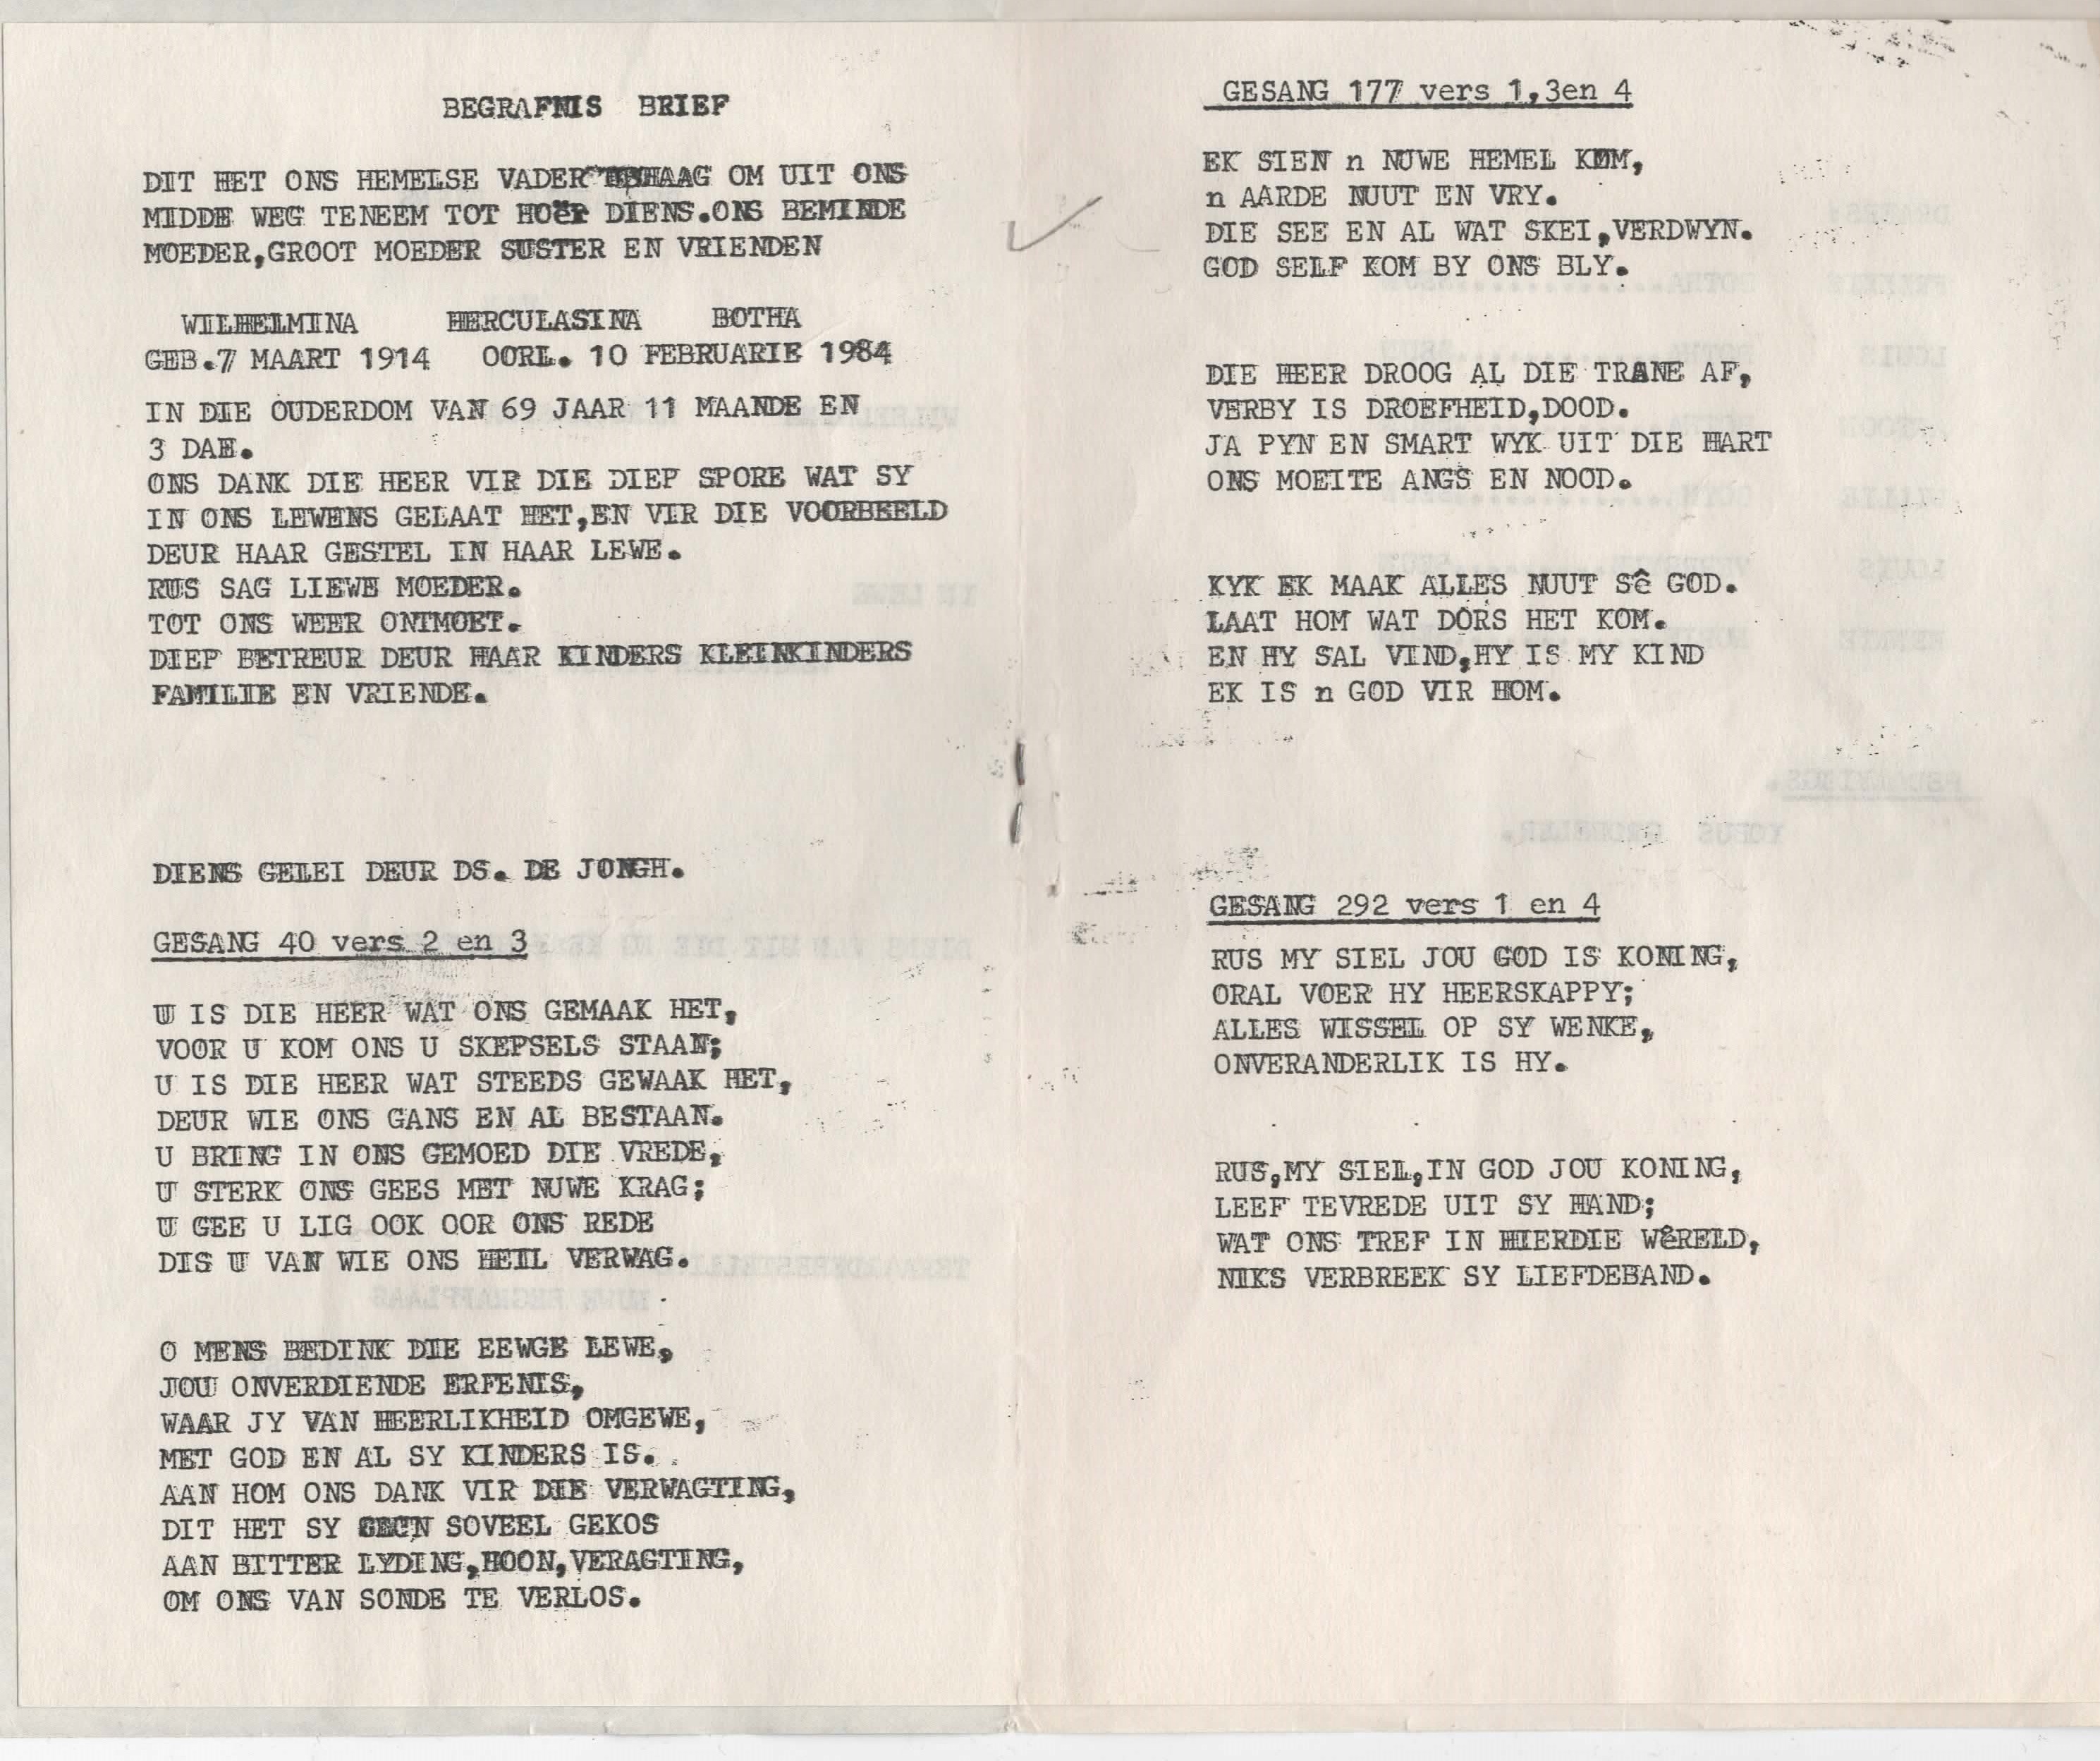 BEGRAFNIS BRIEF
DIT HET ONS HEMELSE VADER BEHAAG OM UIT ONS
MIDDE WEG TENEEM TOT HOËR DIENS.ONS BEMINDE
MOEDER,GROOT MOEDER SUSTER EN VRIENDEN
WILHELMINA HERCULASINA BOTHA
GEB.7 MAART 1914 OORL. 10 FEBRUARIE 1984
IN DIE OUDERDOM VAN 69 JAAR 11 MAANDE EN
3 DAE.
ONS DANK DIE HEER VIR DIE DIEP SPORE WAT SY
IN ONS LEWENS GELAAT HET,EN VIR DIE VOORBEELD
DEUR HAAR GESTEL IN HAAR LEWE.
RUS SAG LIEWE MOEDER.
TOT ONS WEER ONTMOET.
DIEP BETREUR DEUR HAAR KINDERS KLEINKINDERS
FAMILIE EN VRIENDE.
DIENS GELEI DEUR DS. DE JONGH.
GESANG 40 vers 2 en 3
U IS DIE HEER WAT ONS GEMAAK HET,
VOOR U KOM ONS U SKEPSELS STAAN;
U IS DIE HEER WAT STEEDS GEWAAK HET,
DEUR WIE ONS GANS EN AL BESTAAN.
U BRING IN ONS GEMOED DIE VREDE,
U STERK ONS GEES MET NUWE KRAG;
U GEE U LIG OOK OOR ONS REDE
DIS U VAN WIE ONS HEIL VERWAG.
O MENS BEDINK DIE EEWGE LEWE,
JOU ONVERDIENDE ERFENIS,
WAAR JY VAN HEERLIKHEID OMGEWE,
MET GOD EN AL SY KINDERS IS.
AAN HOM ONS DANK VIR DIE VERWAGTING,
DIT HET SY SEUN SOVEEL GEKOS
AAN BITTER LYDING,HOON,VERAGTING,
OM ONS VAN SONDE TE VERLOS.
GESANG 177 vers 1,3en 4
EK SIEN n NUWE HEMEL KOM,
n AARDE NUUT EN VRY.
DIE SEE EN AL WAT SKEI,VERDWYN.
GOD SELF KOM BY ONS BLY.
DIE HEER DROOG AL DIE TRANE AF,
VERBY IS DROEFHEID,DOOD.
JA PYN EN SMART WYK UIT DIE HART
ONS MOEITE ANGS EN NOOD.
KYK EK MAAK ALLES NUUT Sê GOD.
LAAT HOM WAT DORS HET KOM.
EN HY SAL VIND,HY IS MY KIND
EK IS n GOD VIR HOM.
GESANG 292 vers 1 en 4
RUS MY SIEL JOU GOD IS KONING,
ORAL VOER HY HEERSKAPPY;
ALLES WISSEL OP SY WENKE,
ONVERANDERLIK IS HY.
RUS,MY SIEL,IN GOD JOU KONING,
LEEF TEVREDE UIT SY HAND;
WAT ONS TREF IN HIERDIE WêRELD,
NIKS VERBREEK SY LIEFDEBAND.